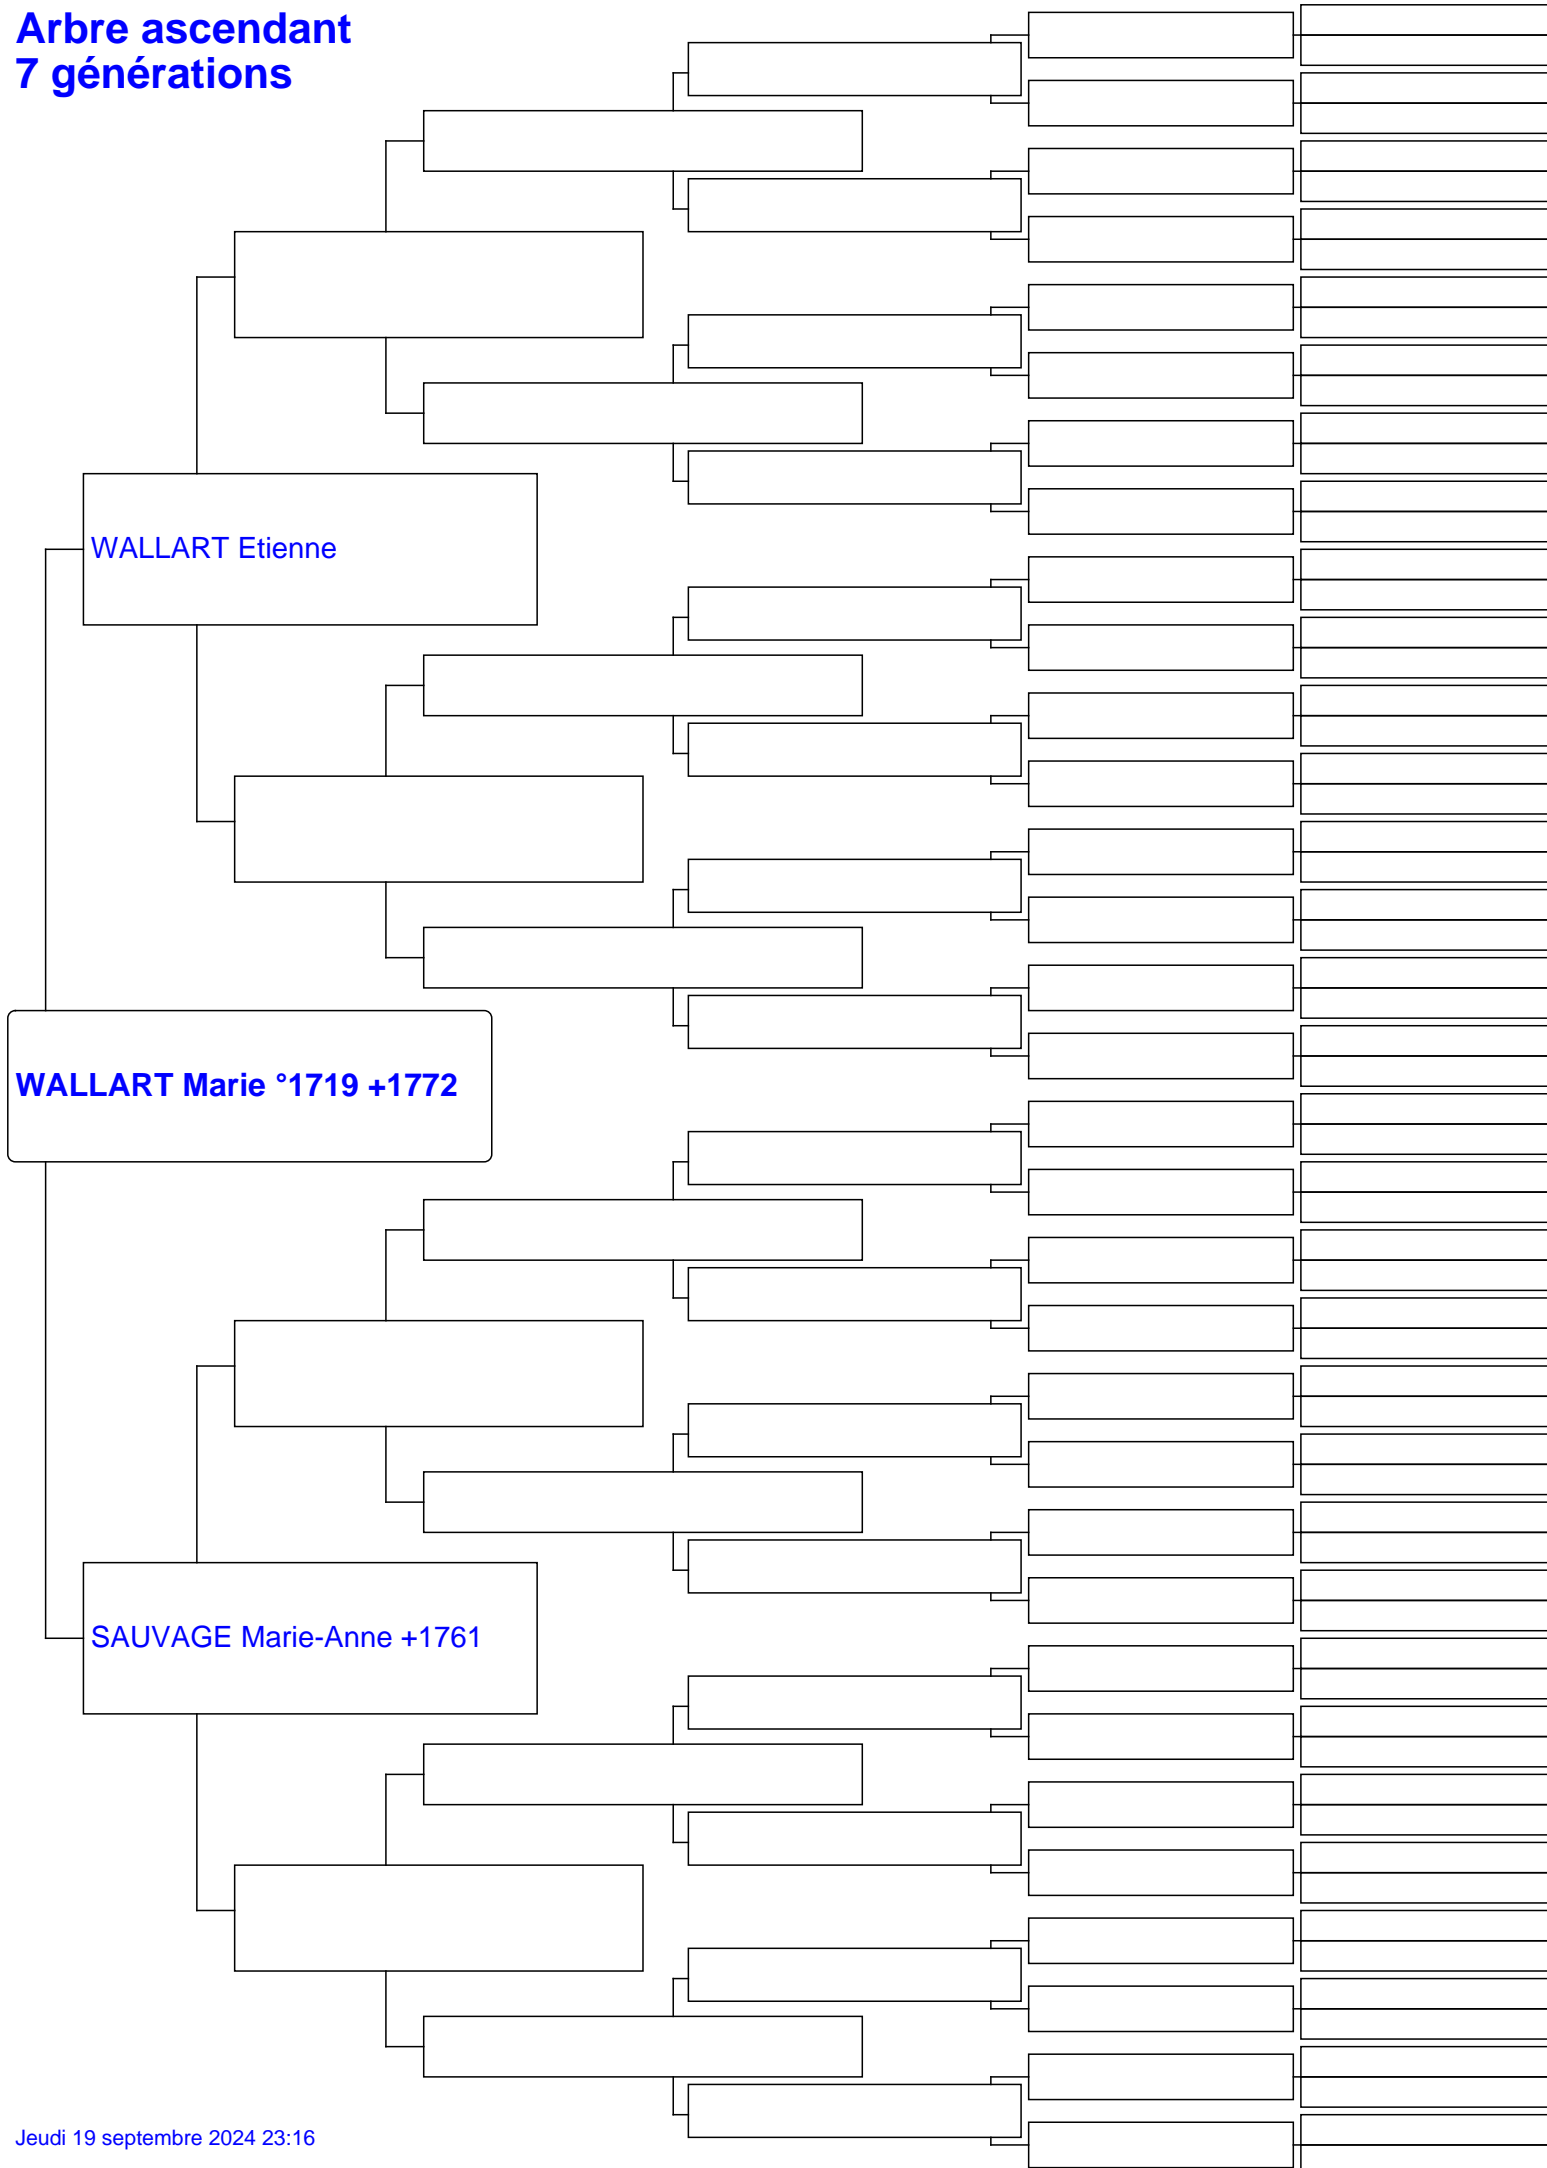 Arbre ascendant
7 générations
WALLART Etienne
WALLART Marie °1719 +1772
SAUVAGE Marie-Anne +1761
Jeudi 19 septembre 2024 23:16